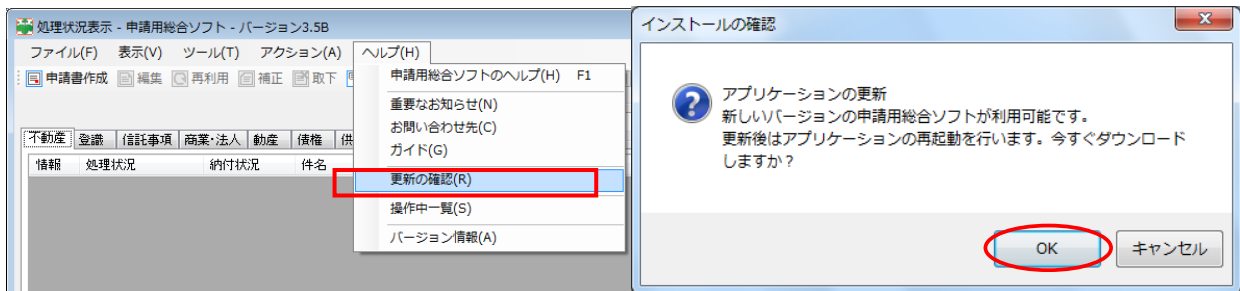 処理状況表示 - 申請用総合ソフト - バージョン3.5B
ファイル(F) 表示(V) ツール(T) アクション(A) ヘルプ(H)
申請書作成 編集 再利用 補正 取下
申請用総合ソフトのヘルプ(H) F1
重要なお知らせ(N)
お問い合わせ先(C)
ガイド(G)
更新の確認(R)
操作中一覧(S)
バージョン情報(A)
不動産 登識 信託事項 商業・法人 動産 債権 供
情報 処理状況 納付状況 件名
インストールの確認
アプリケーションの更新
新しいバージョンの申請用総合ソフトが利用可能です。
更新後はアプリケーションの再起動を行います。今すぐダウンロード
しますか？
OK キャンセル